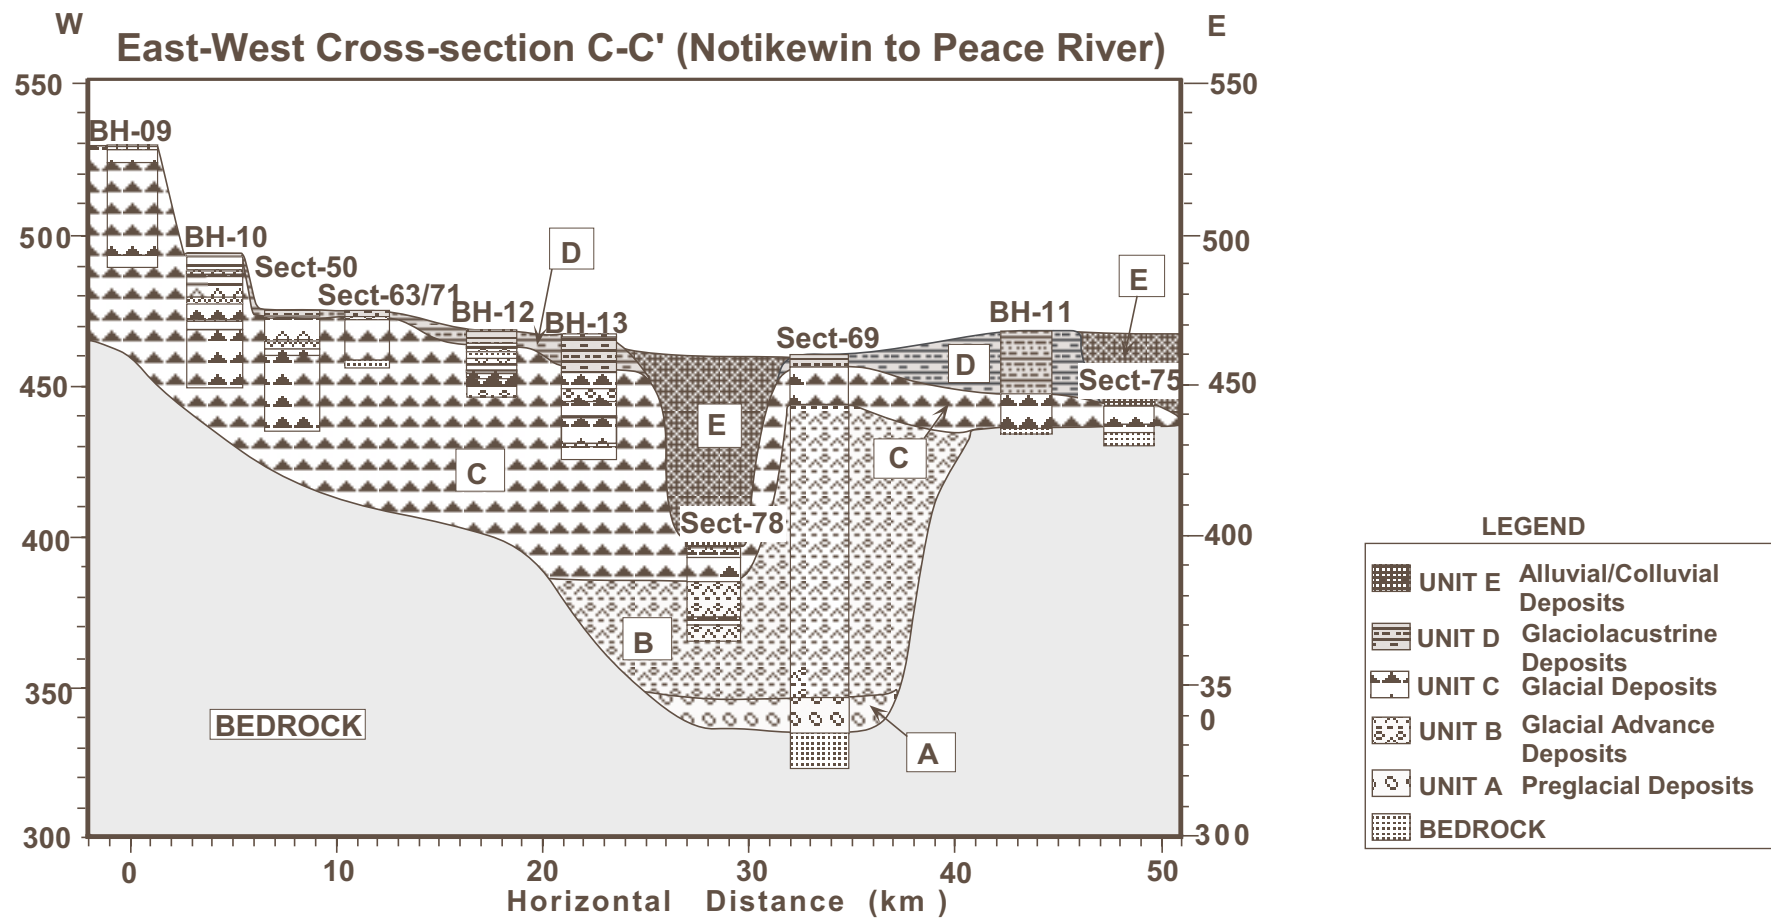 W
E
East-West Cross-section C-C' (Notikewin to Peace River)
550
550
BH-09
500
500
BH-10
D
Sect-50
E
Sect-63/71
BH-12
BH-13
Sect-69
BH-11
D
450
450
Sect-75
E
C
C
Sect-78
400
400
B
350
35
0
BEDROCK
A
300
300
0 10 20 30 40 50
Horizontal Distance (km )
LEGEND
UNIT E Alluvial/Colluvial
Deposits
UNIT D Glaciolacustrine
Deposits
UNIT C Glacial Deposits
UNIT B Glacial Advance
Deposits
UNIT A Preglacial Deposits
BEDROCK